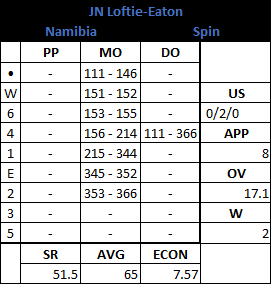 JN Loftie-Eaton
Namibia Spin
PP MO DO
• - 111 - 146 -
W - 151 - 152 - US
6 - 153 - 155 - 0/2/0
4 - 156 - 214 111 - 366 APP
1 - 215 - 344 - 8
E - 345 - 352 - OV
2 - 353 - 366 - 17.1
3 - - - W
5 - - - 2
SR AVG ECON
51.5 65 7.57